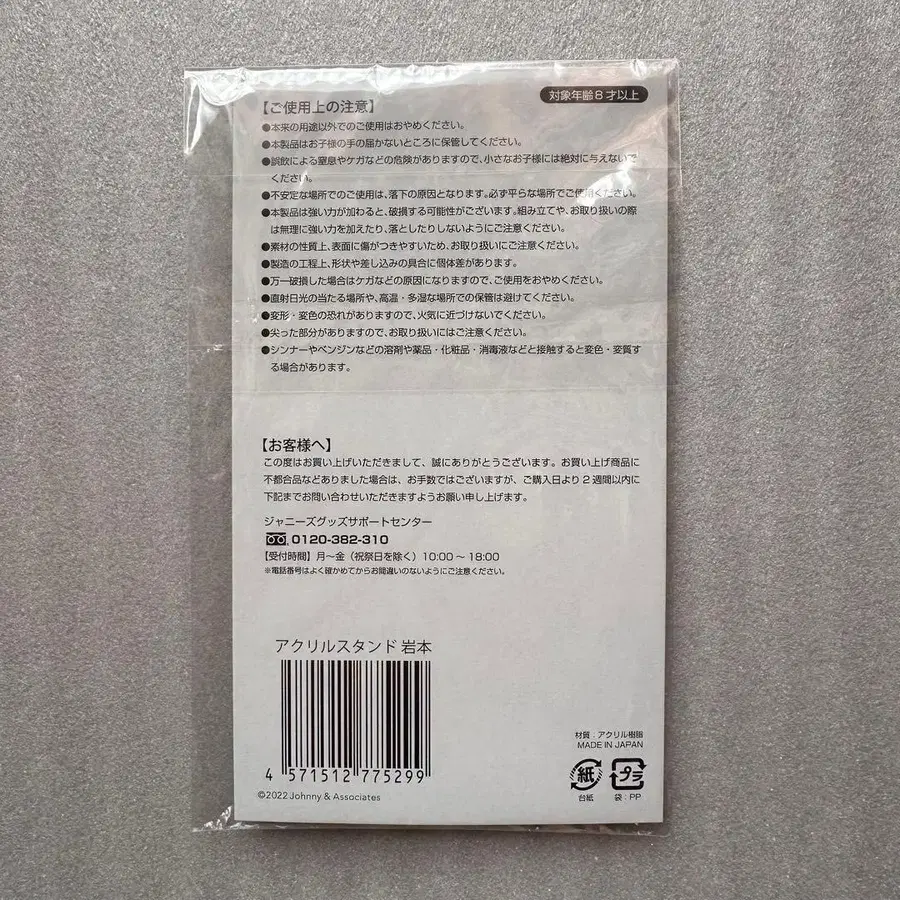 対象年齢8才以上
【ご使用上の注意】
●本来の用途以外でのご使用はおやめください。
●本製品はお子様の手の届かないところに保管してください。
●誤飲による窒息やケガなどの危険がありますので、小さなお子様には絶対に与えないで
ください。
●不安定な場所でのご使用は、落下の原因となります。必ず平らな場所でご使用ください。
●本製品は強い力が加わると、破損する可能性がございます。組み立てや、お取り扱いの際
は無理に強い力を加えたり、落としたりしないようにご注意ください。
●素材の性質上、表面に傷がつきやすいため、お取り扱いにご注意ください。
●製造の工程上、形状や差し込みの具合に個体差があります。
●万一破損した場合はケガなどの原因になりますので、ご使用をおやめください。
●直射日光の当たる場所や、高温・多湿な場所での保管は避けてください。
●変形・変色の恐れがありますので、火気に近づけないでください。
●尖った部分がありますので、お取り扱いにはご注意ください。
●シンナーやベンジンなどの溶剤や薬品・化粧品・消毒液などと接触すると変色・変質す
る場合があります。
【お客様へ】
この度はお買い上げいただきまして、誠にありがとうございます。お買い上げ商品に
不都合品などありました場合は、お手数ではございますが、ご購入日より2週間以内に
下記までお問い合わせいただきますようお願い申し上げます。
ジャニーズグッズサポートセンター
0120-382-310
【受付時間】月〜金（祝祭日を除く）10:00〜18:00
※電話番号はよく確かめてからお間違いのないようにご注意ください。
アクリルスタンド 岩本
4 571512 775299
©2022 Johnny & Associates
材質：アクリル樹脂
MADE IN JAPAN
紙 プラ
台紙 袋：PP